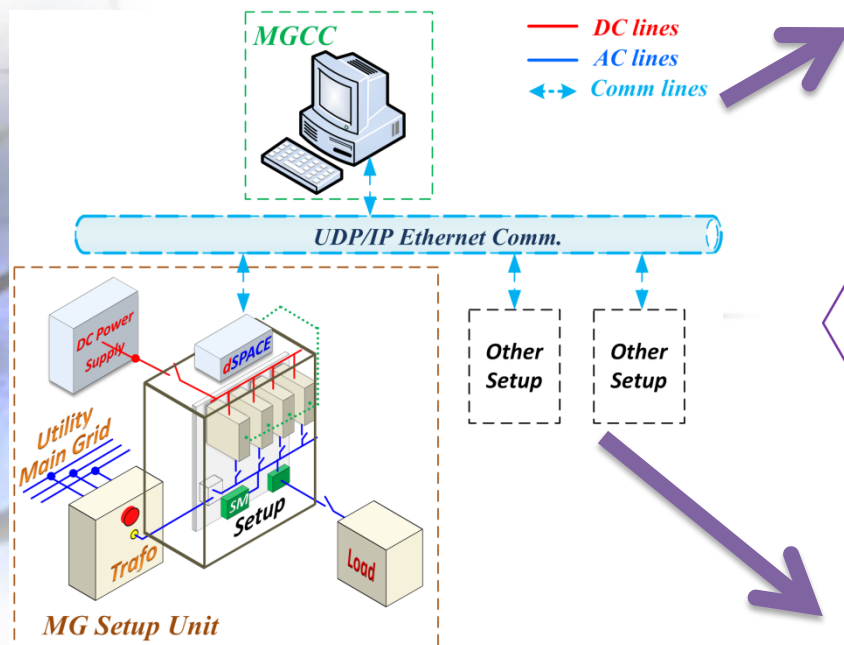 MGCC
DC lines
AC lines
Comm lines
UDP/IP Ethernet Comm.
DC Power
Supply
dSPACE
Other
Setup
Other
Setup
Utility
Main Grid
SM
Setup
Trafo
Load
MG Setup Unit